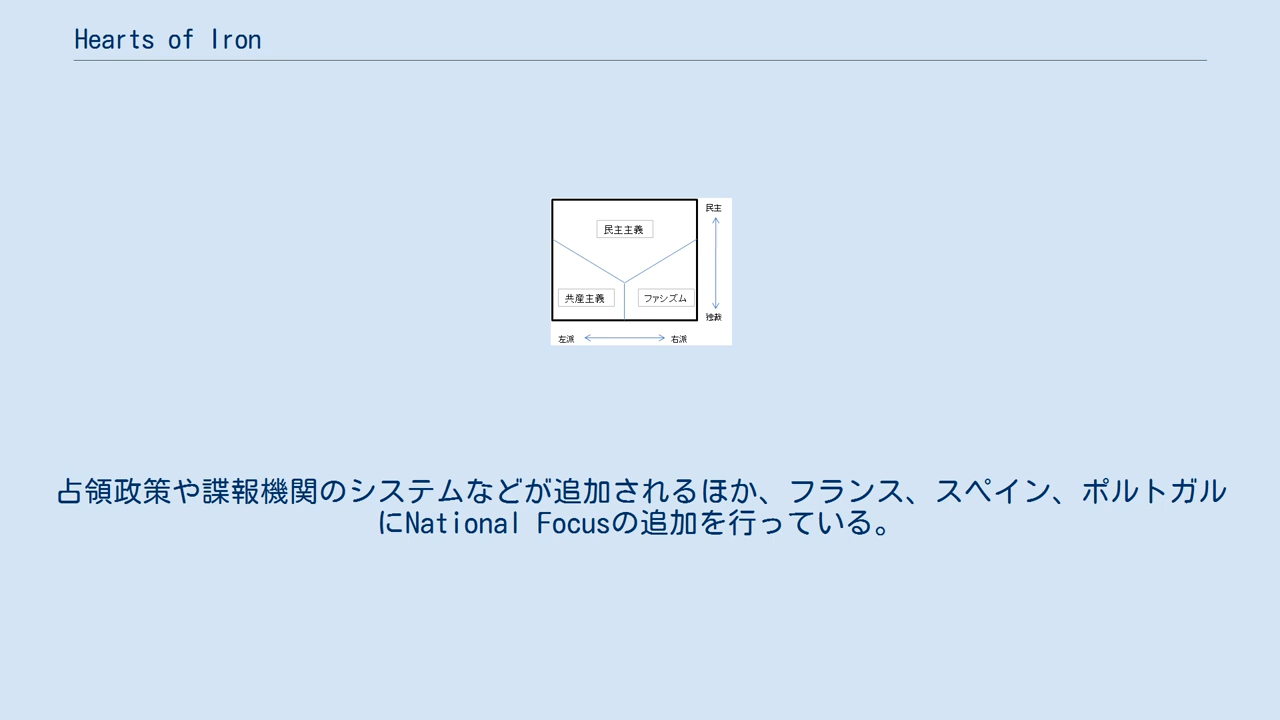 Hearts of Iron
民主主義
民主
共産主義
ファシズム
独裁
左派
右派
占領政策や諜報機関のシステムなどが追加されるほか、フランス、スペイン、ポルトガル
にNational Focusの追加を行っている。